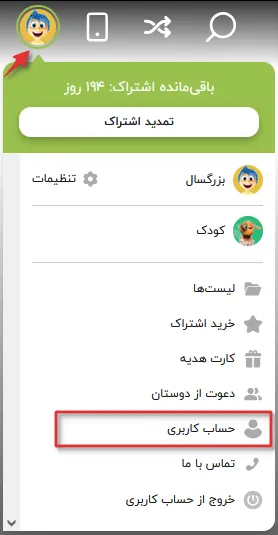 باقی‌مانده اشتراک: ۱۹۴ روز
تمدید اشتراک
بزرگسال
تنظیمات
کودک
لیست‌ها
خرید اشتراک
کارت هدیه
دعوت از دوستان
حساب کاربری
تماس با ما
خروج از حساب کاربری